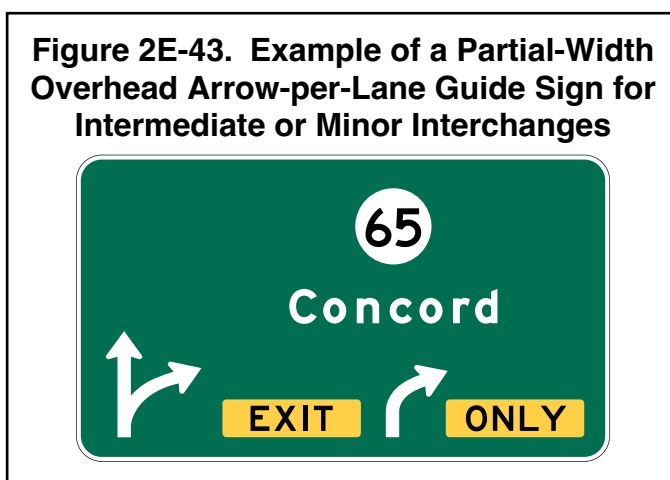 Figure 2E-43. Example of a Partial-Width
Overhead Arrow-per-Lane Guide Sign for
Intermediate or Minor Interchanges
65
Concord
EXIT ONLY